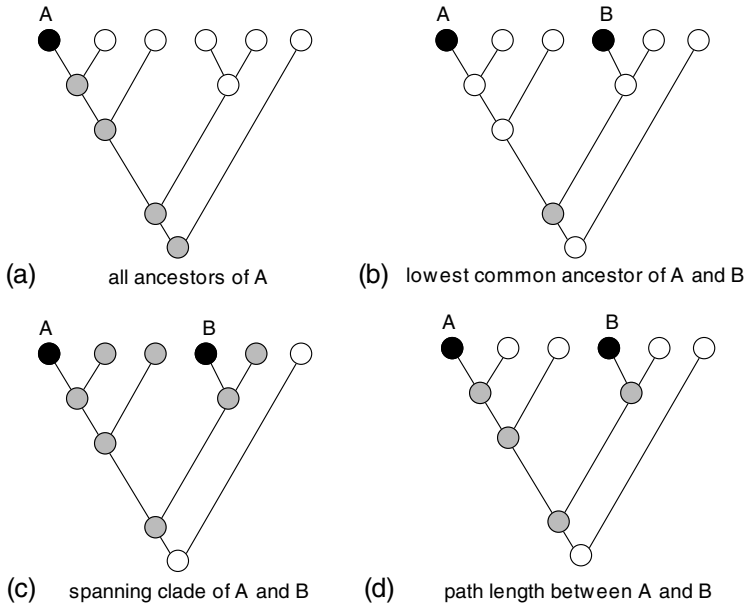 A
(a) all ancestors of A
A B
(b) lowest common ancestor of A and B
A B
(c) spanning clade of A and B
A B
(d) path length between A and B